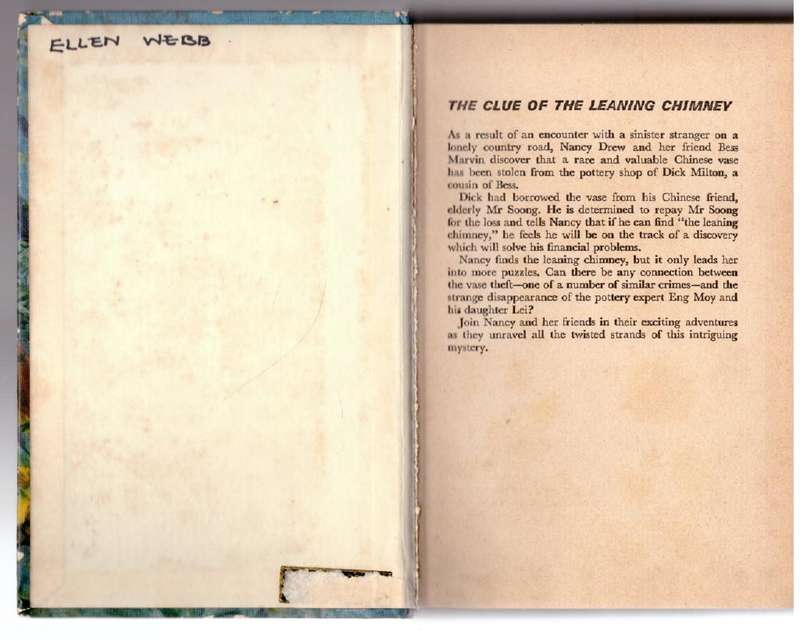 ELLEN WEBB
THE CLUE OF THE LEANING CHIMNEY
As a result of an encounter with a sinister stranger on a
lonely country road, Nancy Drew and her friend Bess
Marvin discover that a rare and valuable Chinese vase
has been stolen from the pottery shop of Dick Milton, a
cousin of Bess.
Dick had borrowed the vase from his Chinese friend,
elderly Mr Soong. He is determined to repay Mr Soong
for the loss and tells Nancy that if he can find "the leaning
chimney," he feels he will be on the track of a discovery
which will solve his financial problems.
Nancy finds the leaning chimney, but it only leads her
into more puzzles. Can there be any connection between
the vase theft—one of a number of similar crimes—and the
strange disappearance of the pottery expert Eng Moy and
his daughter Lei?
Join Nancy and her friends in their exciting adventures
as they unravel all the twisted strands of this intriguing
mystery.